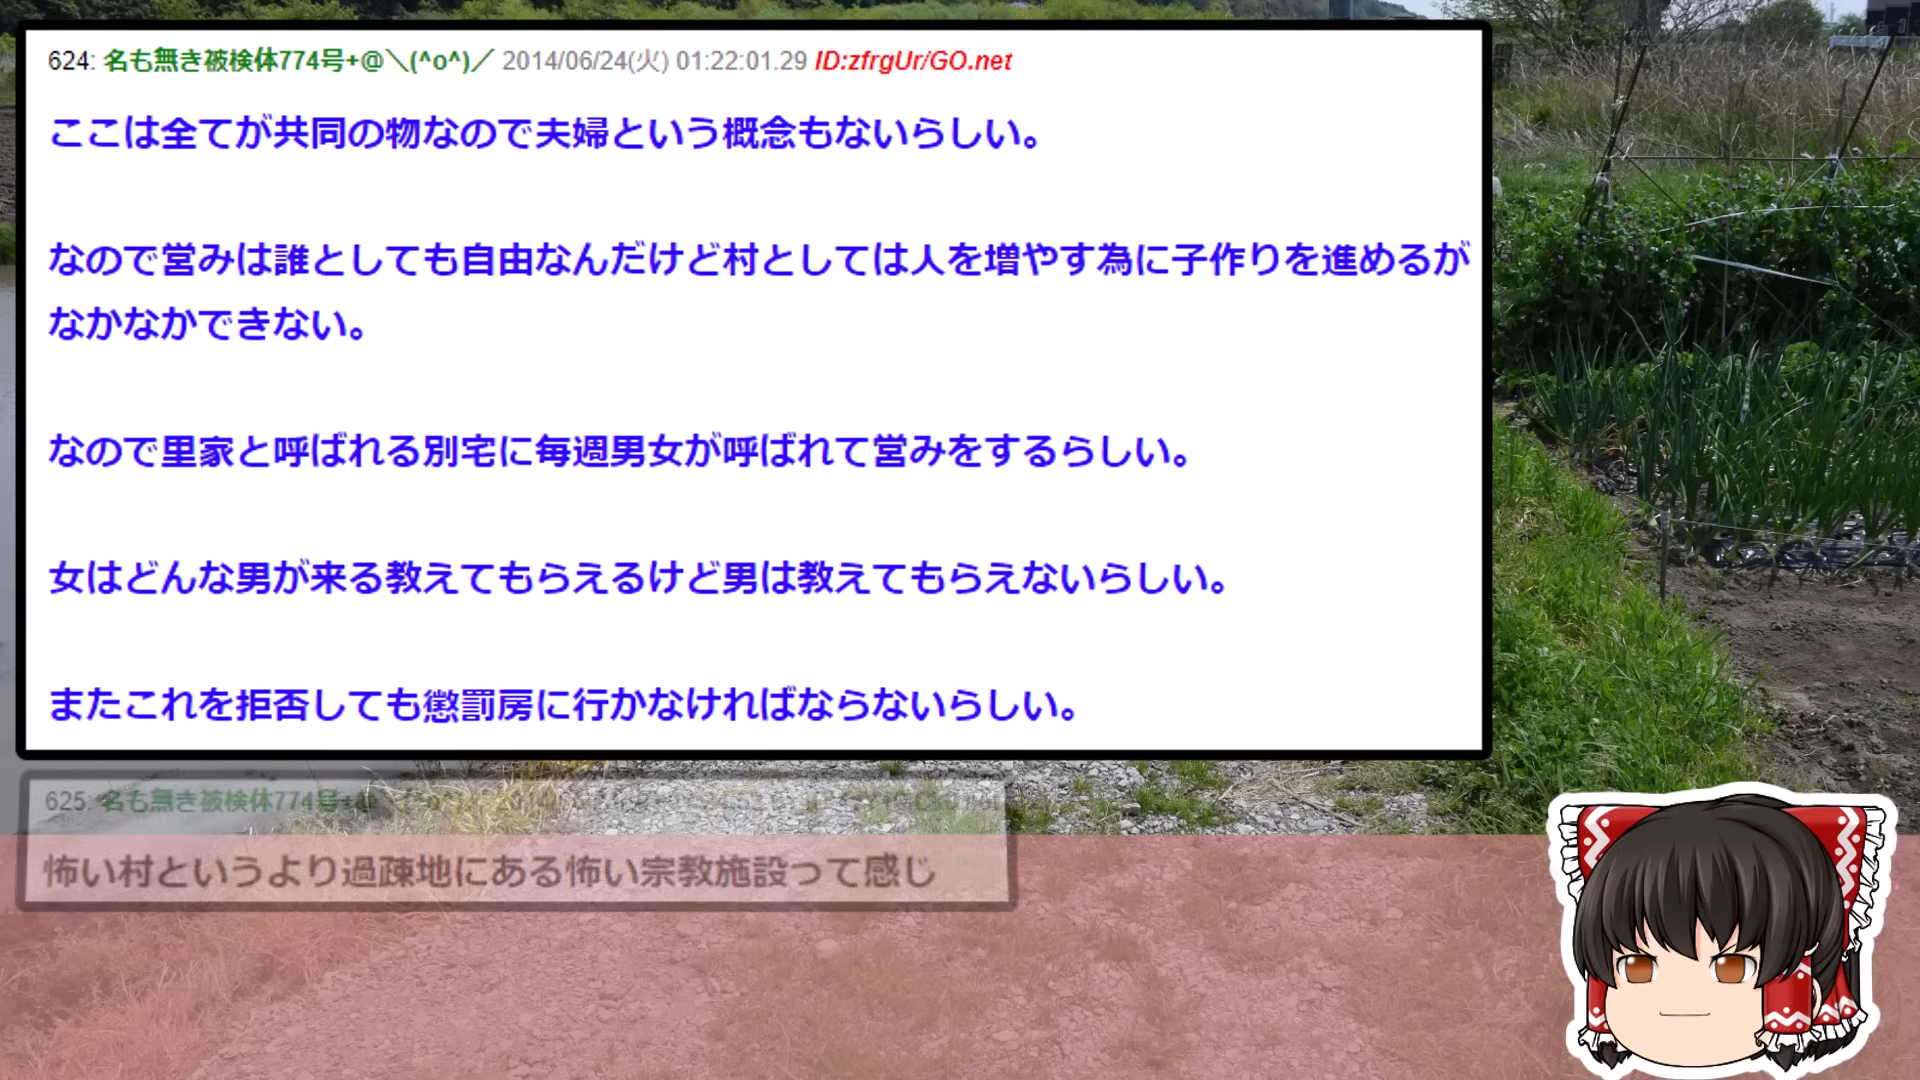 624: 名も無き被検体774号+@＼(^o^)／ 2014/06/24(火) 01:22:01.29 ID:zfrgUr/GO.net
ここは全てが共同の物なので夫婦という概念もないらしい。
なので営みは誰としても自由なんだけど村としては人を増やす為に子作りを進めるが
なかなかできない。
なので里家と呼ばれる別宅に毎週男女が呼ばれて営みをするらしい。
女はどんな男が来る教えてもらえるけど男は教えてもらえないらしい。
またこれを拒否しても懲罰房に行かなければならないらしい。
625: 名も無き被検体774号+@
怖い村というより過疎地にある怖い宗教施設って感じ